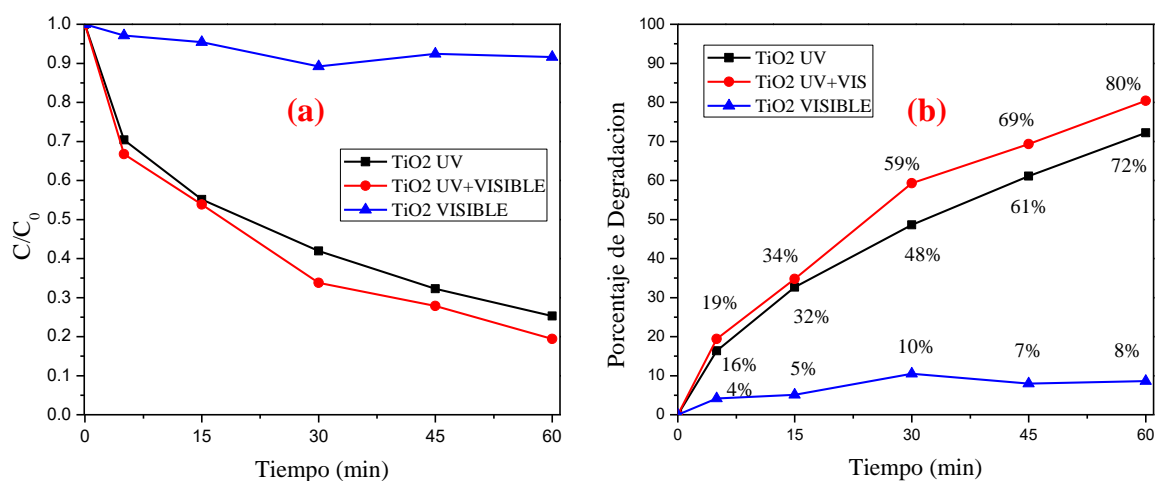 1.0
0.9
0.8
0.7
0.6
0.5
0.4
0.3
0.2
0.1
0.0
C/C0
0 15 30 45 60
Tiempo (min)
(a)
TiO2 UV
TiO2 UV+VISIBLE
TiO2 VISIBLE
100
90
80
70
60
50
40
30
20
10
0
Porcentaje de Degradacion
0 15 30 45 60
Tiempo (min)
TiO2 UV
TiO2 UV+VIS
TiO2 VISIBLE
(b)
80%
69%
59%
72%
61%
34%
48%
19%
32%
16%
10%
5%
7%
8%
4%